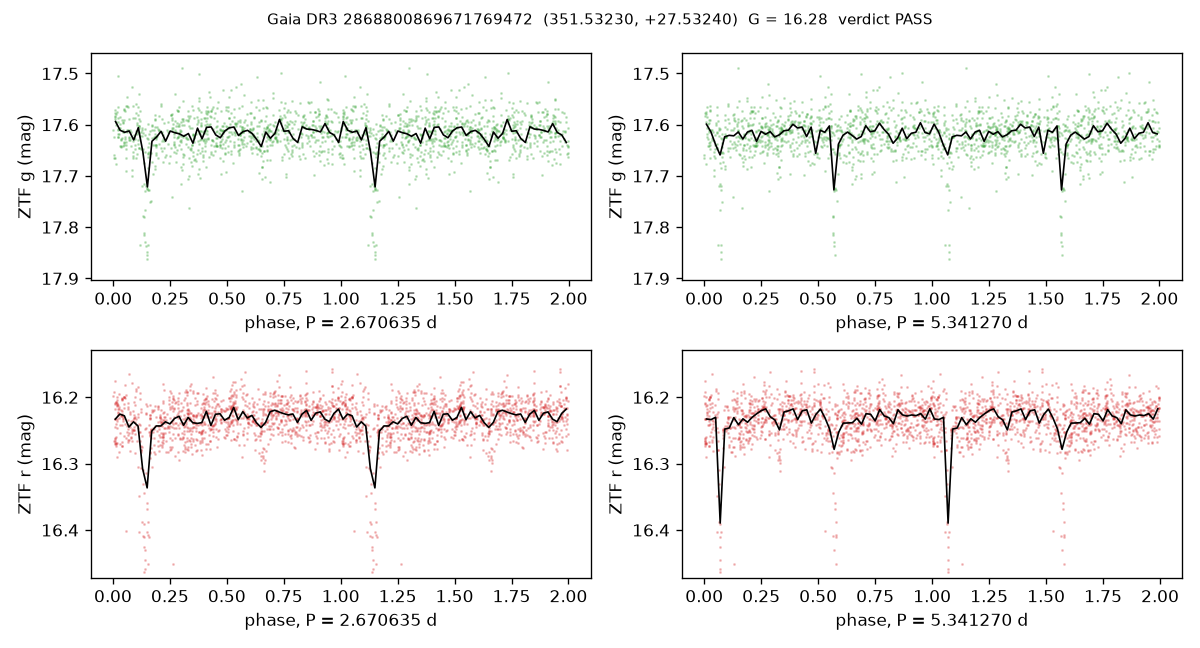 Gaia DR3 2868800869671769472 (351.53230, +27.53240) G = 16.28 verdict PASS
ZTF g (mag)
17.5
17.6
17.7
17.8
17.9
0.00 0.25 0.50 0.75 1.00 1.25 1.50 1.75 2.00
phase, P = 2.670635 d
ZTF g (mag)
17.5
17.6
17.7
17.8
17.9
0.00 0.25 0.50 0.75 1.00 1.25 1.50 1.75 2.00
phase, P = 5.341270 d
ZTF r (mag)
16.2
16.3
16.4
0.00 0.25 0.50 0.75 1.00 1.25 1.50 1.75 2.00
phase, P = 2.670635 d
ZTF r (mag)
16.2
16.3
16.4
0.00 0.25 0.50 0.75 1.00 1.25 1.50 1.75 2.00
phase, P = 5.341270 d